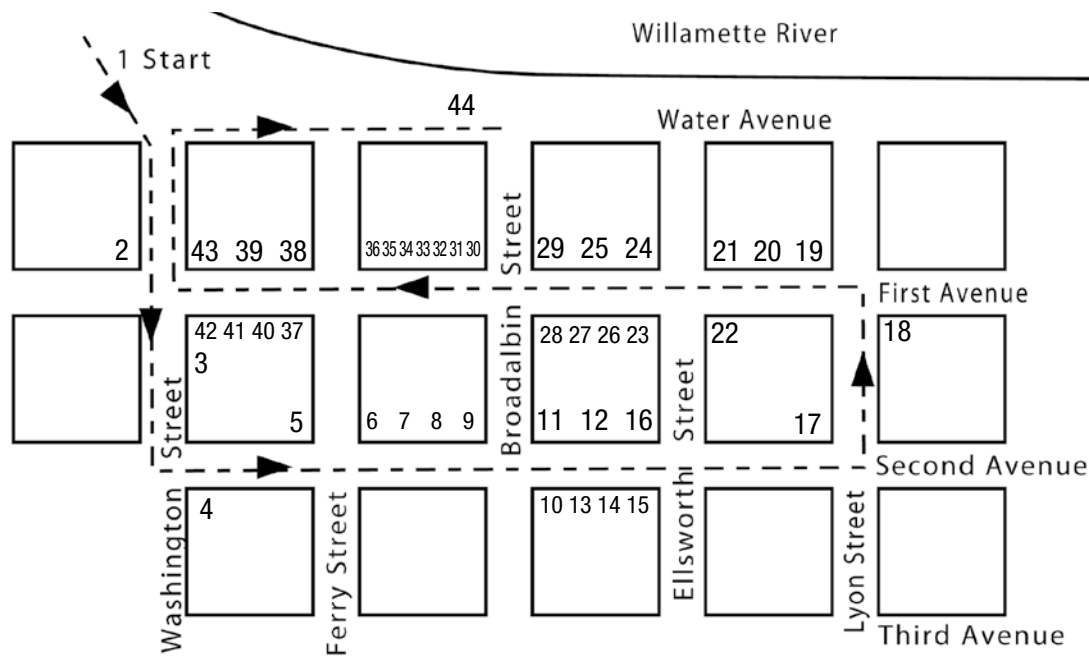 Willamette River
1 Start
44
Water Avenue
2
43 39 38
36 35 34 33 32 31 30
Street
29 25 24
21 20 19
First Avenue
42 41 40 37
3
5
Street
6 7 8 9
Broadalbin
28 27 26 23
11 12 16
Street
22
17
18
Second Avenue
Washington
4
Ferry Street
10 13 14 15
Ellsworth
Lyon Street
Third Avenue